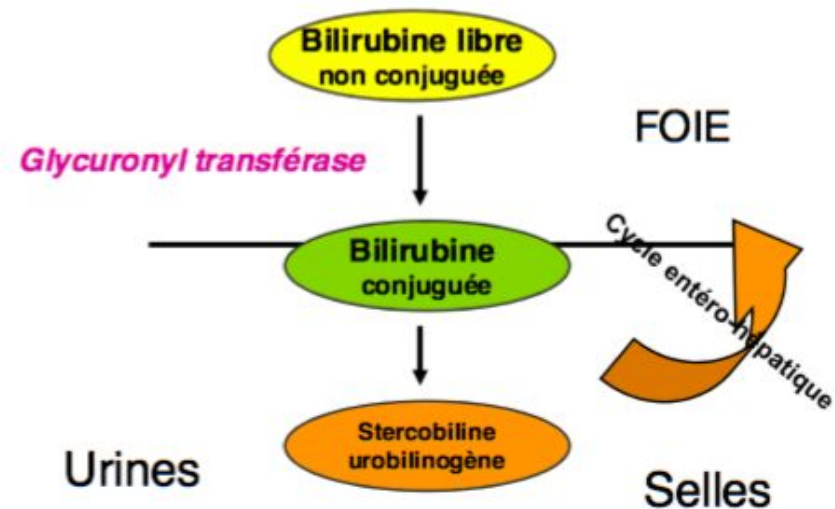 Bilirubine libre
non conjuguée
FOIE
Glycuronyl transférase
Bilirubine
conjuguée
Cycle entéro-hépatique
Stercobiline
urobilinogène
Urines
Selles